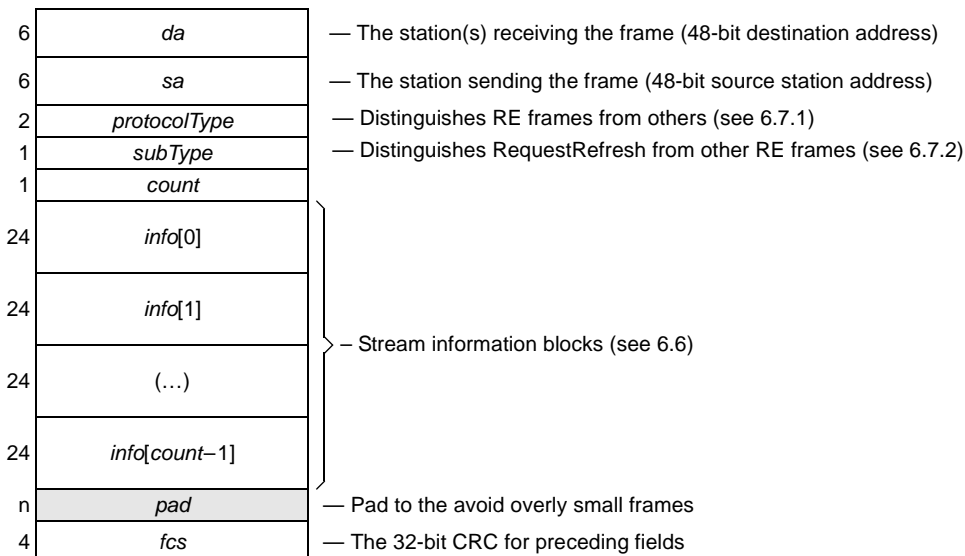 6 da — The station(s) receiving the frame (48-bit destination address)
6 sa — The station sending the frame (48-bit source station address)
2 protocolType — Distinguishes RE frames from others (see 6.7.1)
1 subType — Distinguishes RequestRefresh from other RE frames (see 6.7.2)
1 count
24 info[0]
24 info[1]
– Stream information blocks (see 6.6)
24 (…)
24 info[count–1]
n pad — Pad to the avoid overly small frames
4 fcs — The 32-bit CRC for preceding fields